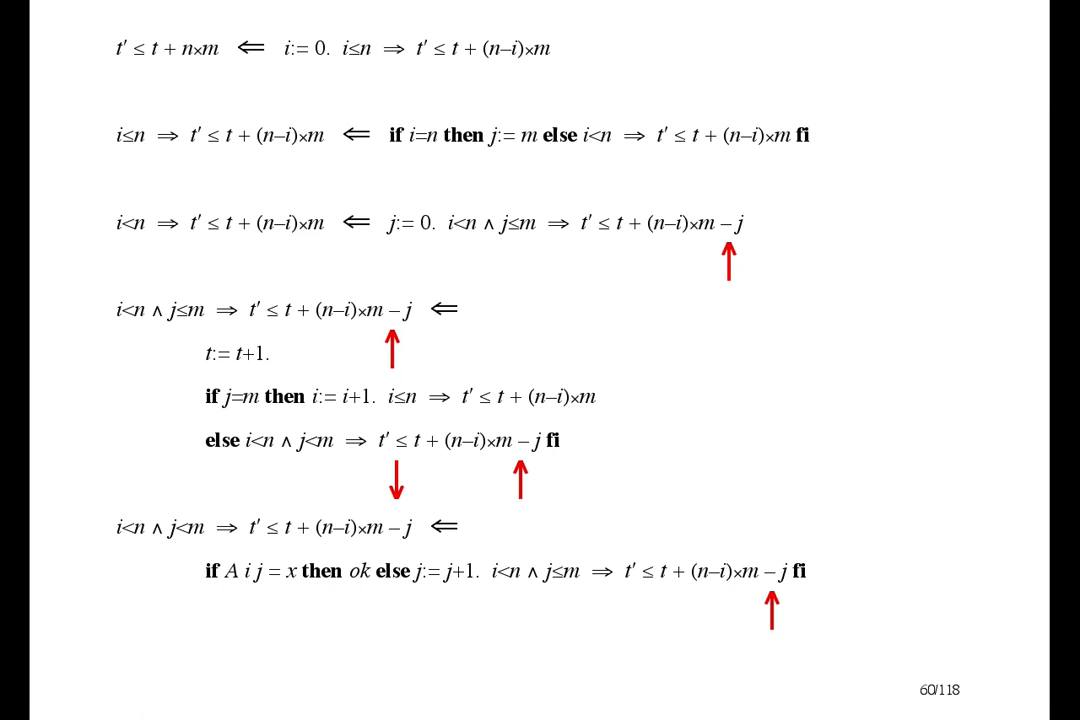 t′ ≤ t + n×m ⇐ i:= 0. i≤n ⇒ t′ ≤ t + (n–i)×m
i≤n ⇒ t′ ≤ t + (n–i)×m ⇐ if i=n then j:= m else i<n ⇒ t′ ≤ t + (n–i)×m fi
i<n ⇒ t′ ≤ t + (n–i)×m ⇐ j:= 0. i<n ∧ j≤m ⇒ t′ ≤ t + (n–i)×m – j
i<n ∧ j≤m ⇒ t′ ≤ t + (n–i)×m – j ⇐
t:= t+1.
if j=m then i:= i+1. i≤n ⇒ t′ ≤ t + (n–i)×m
else i<n ∧ j<m ⇒ t′ ≤ t + (n–i)×m – j fi
i<n ∧ j<m ⇒ t′ ≤ t + (n–i)×m – j ⇐
if A i j = x then ok else j:= j+1. i<n ∧ j≤m ⇒ t′ ≤ t + (n–i)×m – j fi
60/118